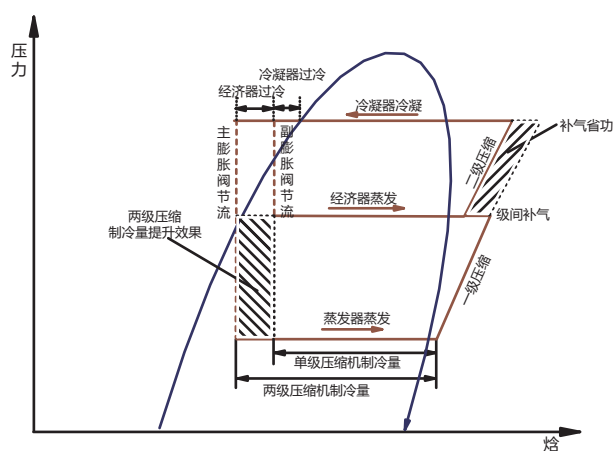 压力
冷凝器过冷
经济器过冷
冷凝器冷凝
补气省功
主膨胀阀节流
副膨胀阀节流
二级压缩
经济器蒸发
级间补气
两级压缩
制冷量提升效果
一级压缩
蒸发器蒸发
单级压缩机制冷量
两级压缩机制冷量
焓